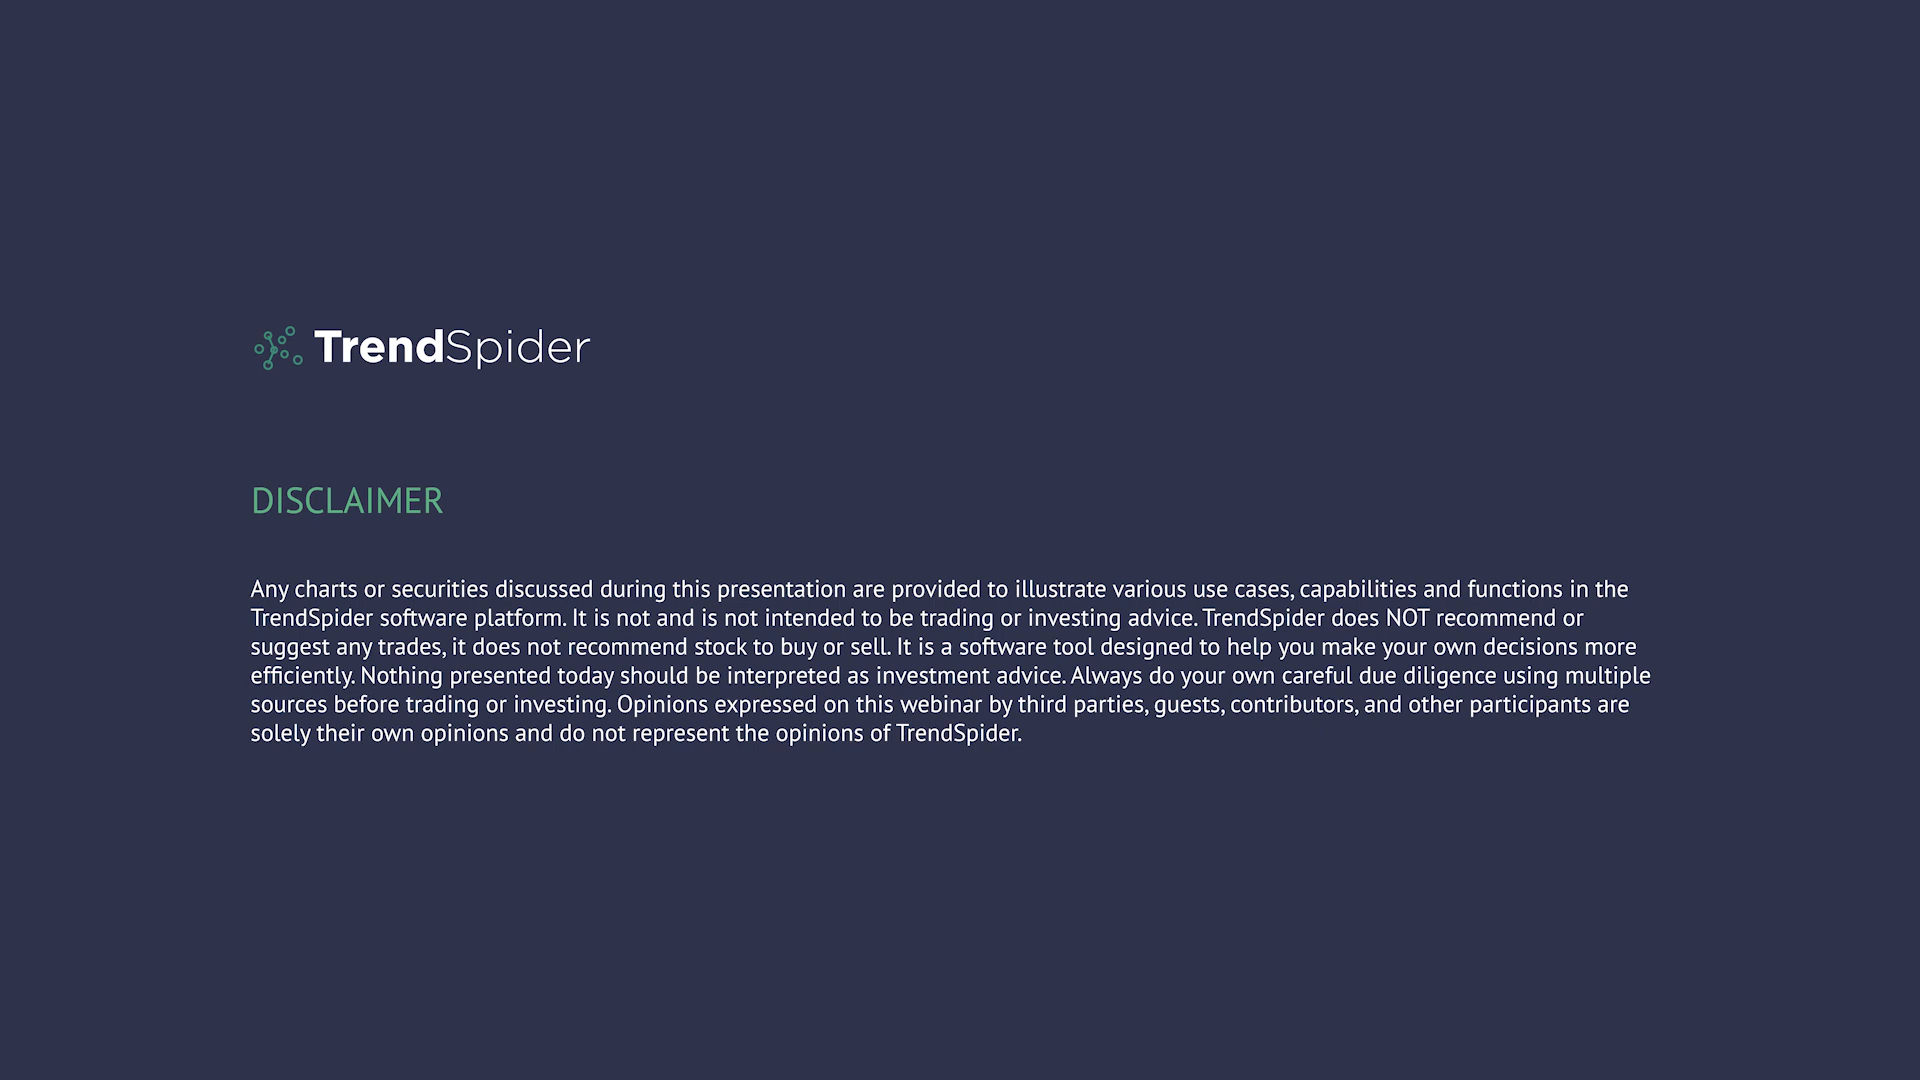 TrendSpider
DISCLAIMER
Any charts or securities discussed during this presentation are provided to illustrate various use cases, capabilities and functions in the
TrendSpider software platform. It is not and is not intended to be trading or investing advice. TrendSpider does NOT recommend or
suggest any trades, it does not recommend stock to buy or sell. It is a software tool designed to help you make your own decisions more
efficiently. Nothing presented today should be interpreted as investment advice. Always do your own careful due diligence using multiple
sources before trading or investing. Opinions expressed on this webinar by third parties, guests, contributors, and other participants are
solely their own opinions and do not represent the opinions of TrendSpider.